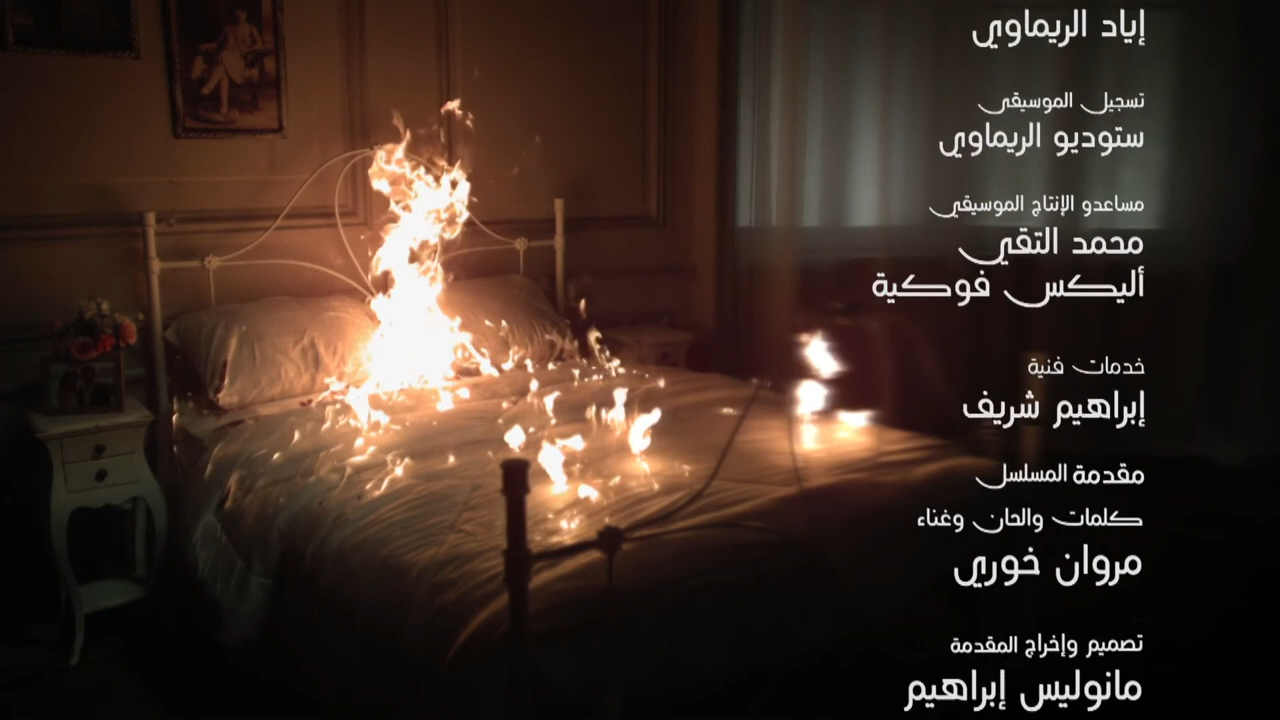 إياد الريماوي
تسجيل الموسيقى
ستوديو الريماوي
مساعدو الإنتاج الموسيقي
محمد التقي
أليكس فوكية
خدمات فنية
إبراهيم شريف
مقدمة المسلسل
كلمات والحان وغناء
مروان خوري
تصميم وإخراج المقدمة
مانوليس إبراهيم